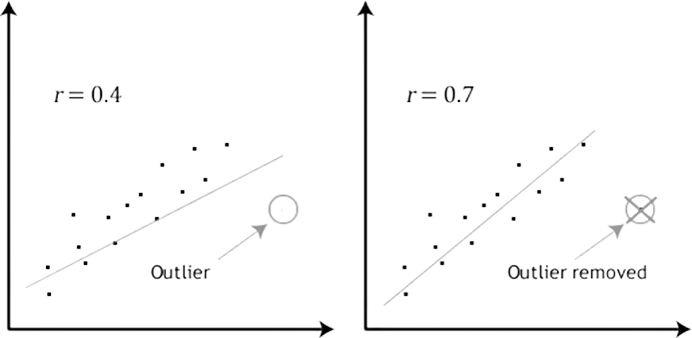 r = 0.4
Outlier
r = 0.7
Outlier removed